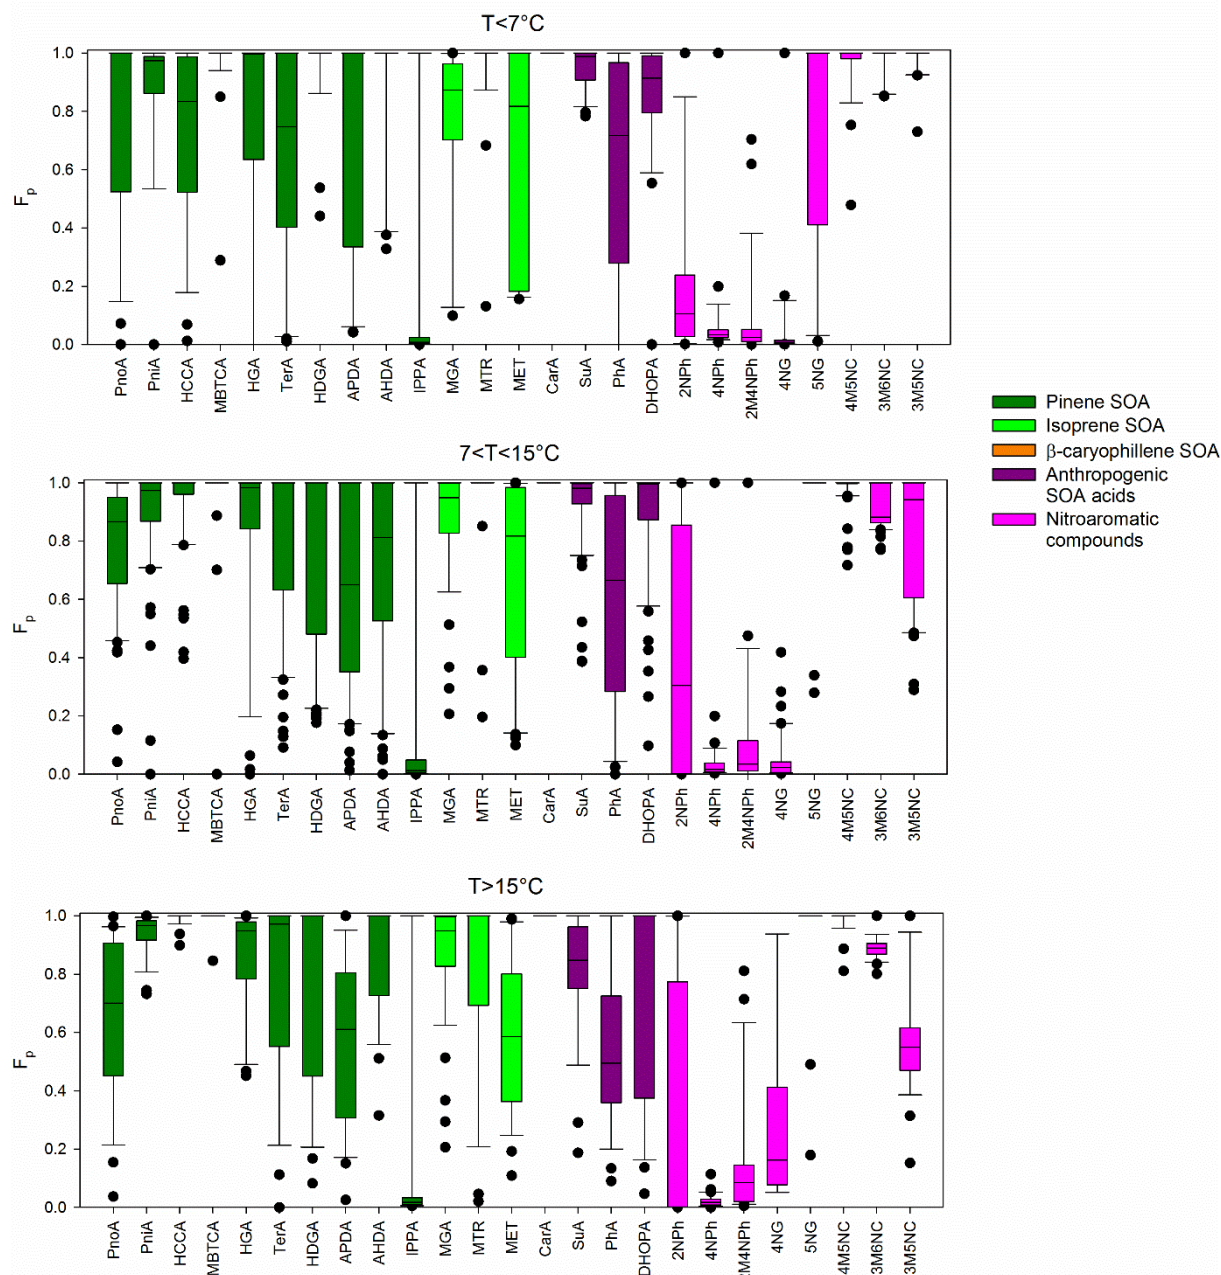 T<7°C
1.0
0.8
0.6
0.4
0.2
0.0
Fp
PnoA
PniA
HCCA
MBTCA
HGA
TerA
HDGA
APDA
AHDA
IPPA
MGA
MTR
MET
CarA
SuA
PhA
DHOPA
2NPh
4NPh
2M4NPh
4NG
5NG
4M5NC
3M6NC
3M5NC
Pinene SOA
Isoprene SOA
β-caryophillene SOA
Anthropogenic
SOA acids
Nitroaromatic
compounds
7<T<15°C
1.0
0.8
0.6
0.4
0.2
0.0
Fp
PnoA
PniA
HCCA
MBTCA
HGA
TerA
HDGA
APDA
AHDA
IPPA
MGA
MTR
MET
CarA
SuA
PhA
DHOPA
2NPh
4NPh
2M4NPh
4NG
5NG
4M5NC
3M6NC
3M5NC
T>15°C
1.0
0.8
0.6
0.4
0.2
0.0
Fp
PnoA
PniA
HCCA
MBTCA
HGA
TerA
HDGA
APDA
AHDA
IPPA
MGA
MTR
MET
CarA
SuA
PhA
DHOPA
2NPh
4NPh
2M4NPh
4NG
5NG
4M5NC
3M6NC
3M5NC